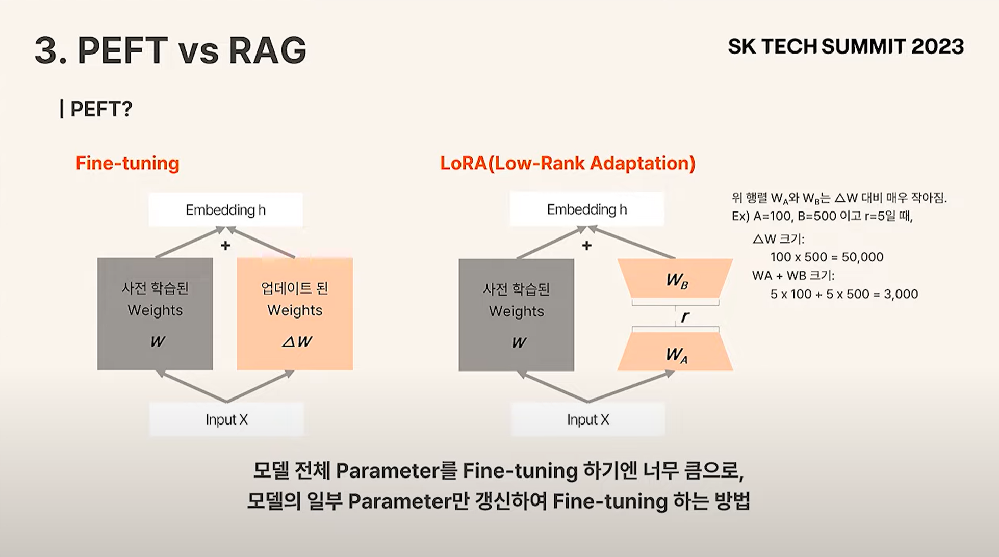 3. PEFT vs RAG
SK TECH SUMMIT 2023
| PEFT?
Fine-tuning
Embedding h
+
사전 학습된
Weights
W
업데이트 된
Weights
△W
Input X
LoRA(Low-Rank Adaptation)
Embedding h
+
사전 학습된
Weights
W
W_B
r
W_A
Input X
위 행렬 W_A와 W_B는 △W 대비 매우 작아짐.
Ex) A=100, B=500 이고 r=5일 때,
△W 크기:
100 x 500 = 50,000
WA + WB 크기:
5 x 100 + 5 x 500 = 3,000
모델 전체 Parameter를 Fine-tuning 하기엔 너무 큼으로,
모델의 일부 Parameter만 갱신하여 Fine-tuning 하는 방법